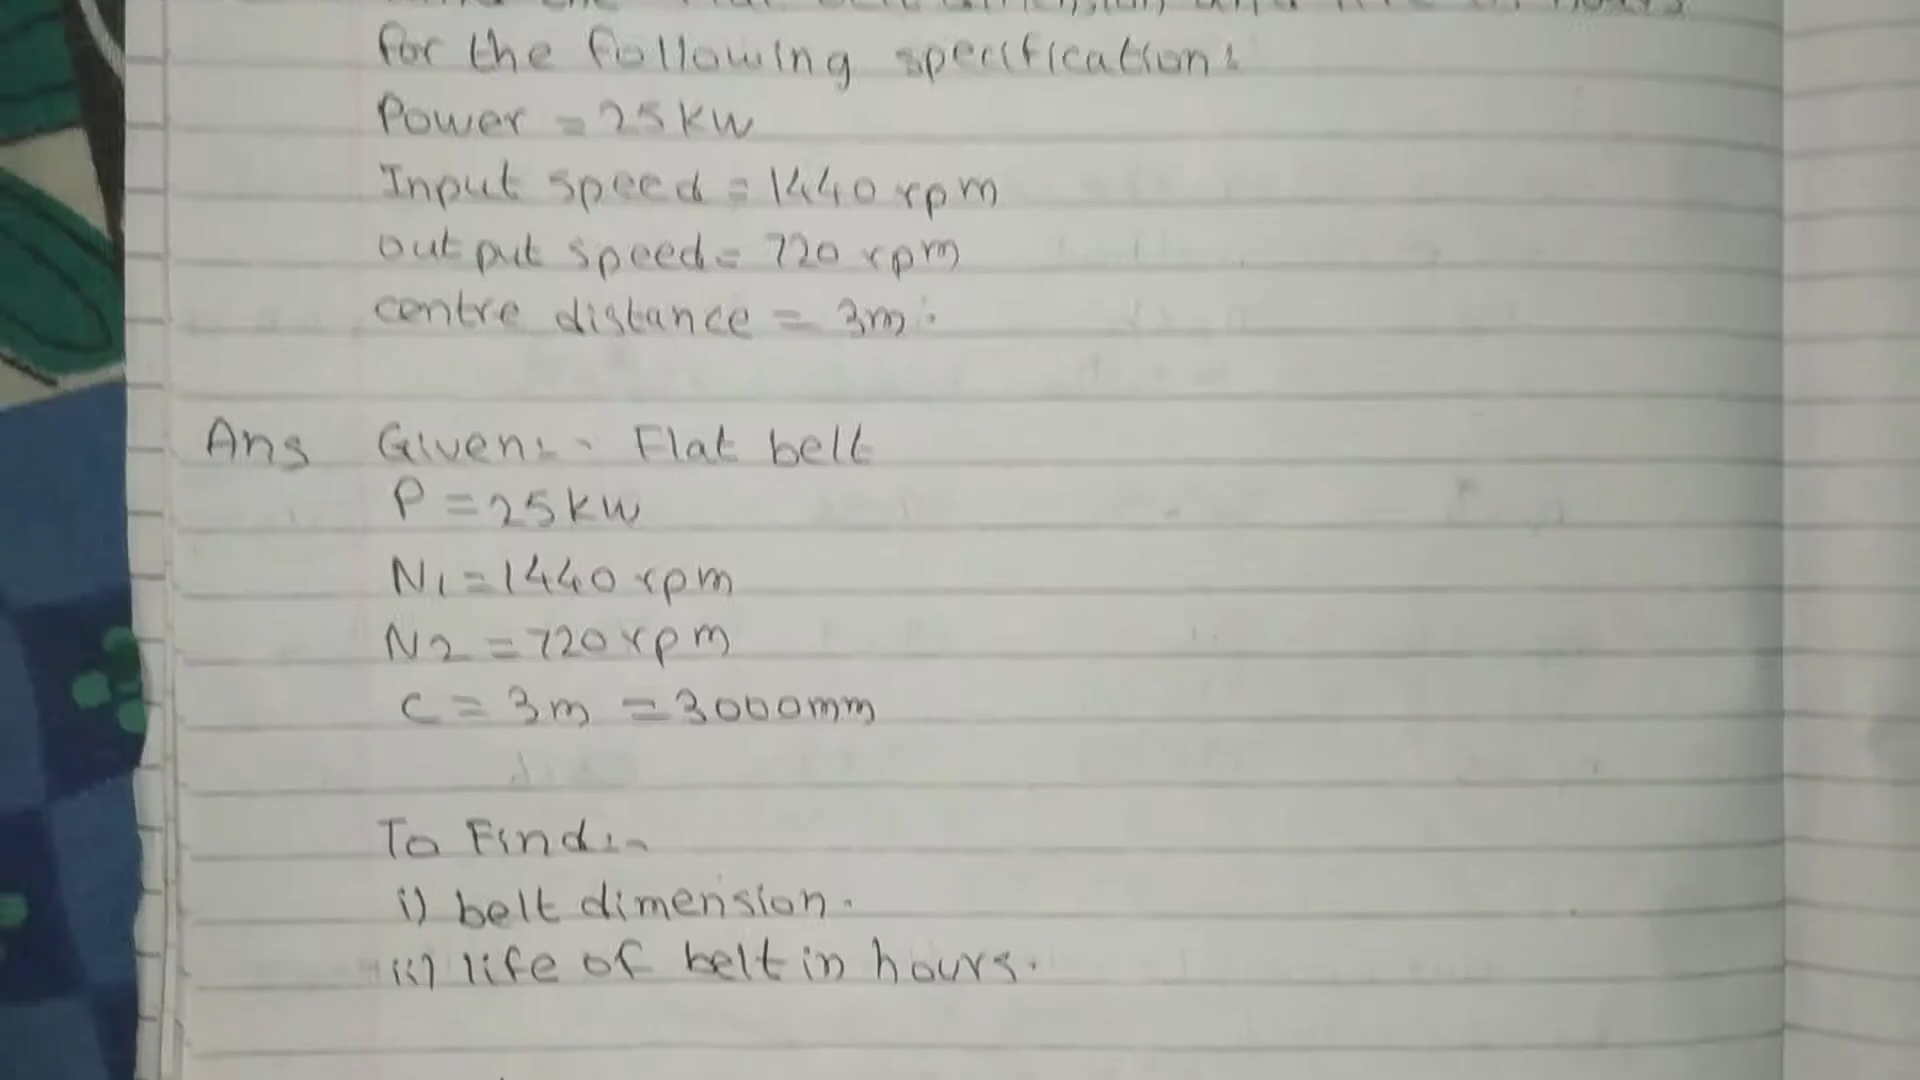 for the following specification:
Power = 25 kW
Input speed = 1440 rpm
output speed = 720 rpm
centre distance = 3m.
Ans Given:- Flat belt
P = 25 kW
N1 = 1440 rpm
N2 = 720 rpm
C = 3m = 3000mm
To Find:-
i) belt dimension.
ii) life of belt in hours.